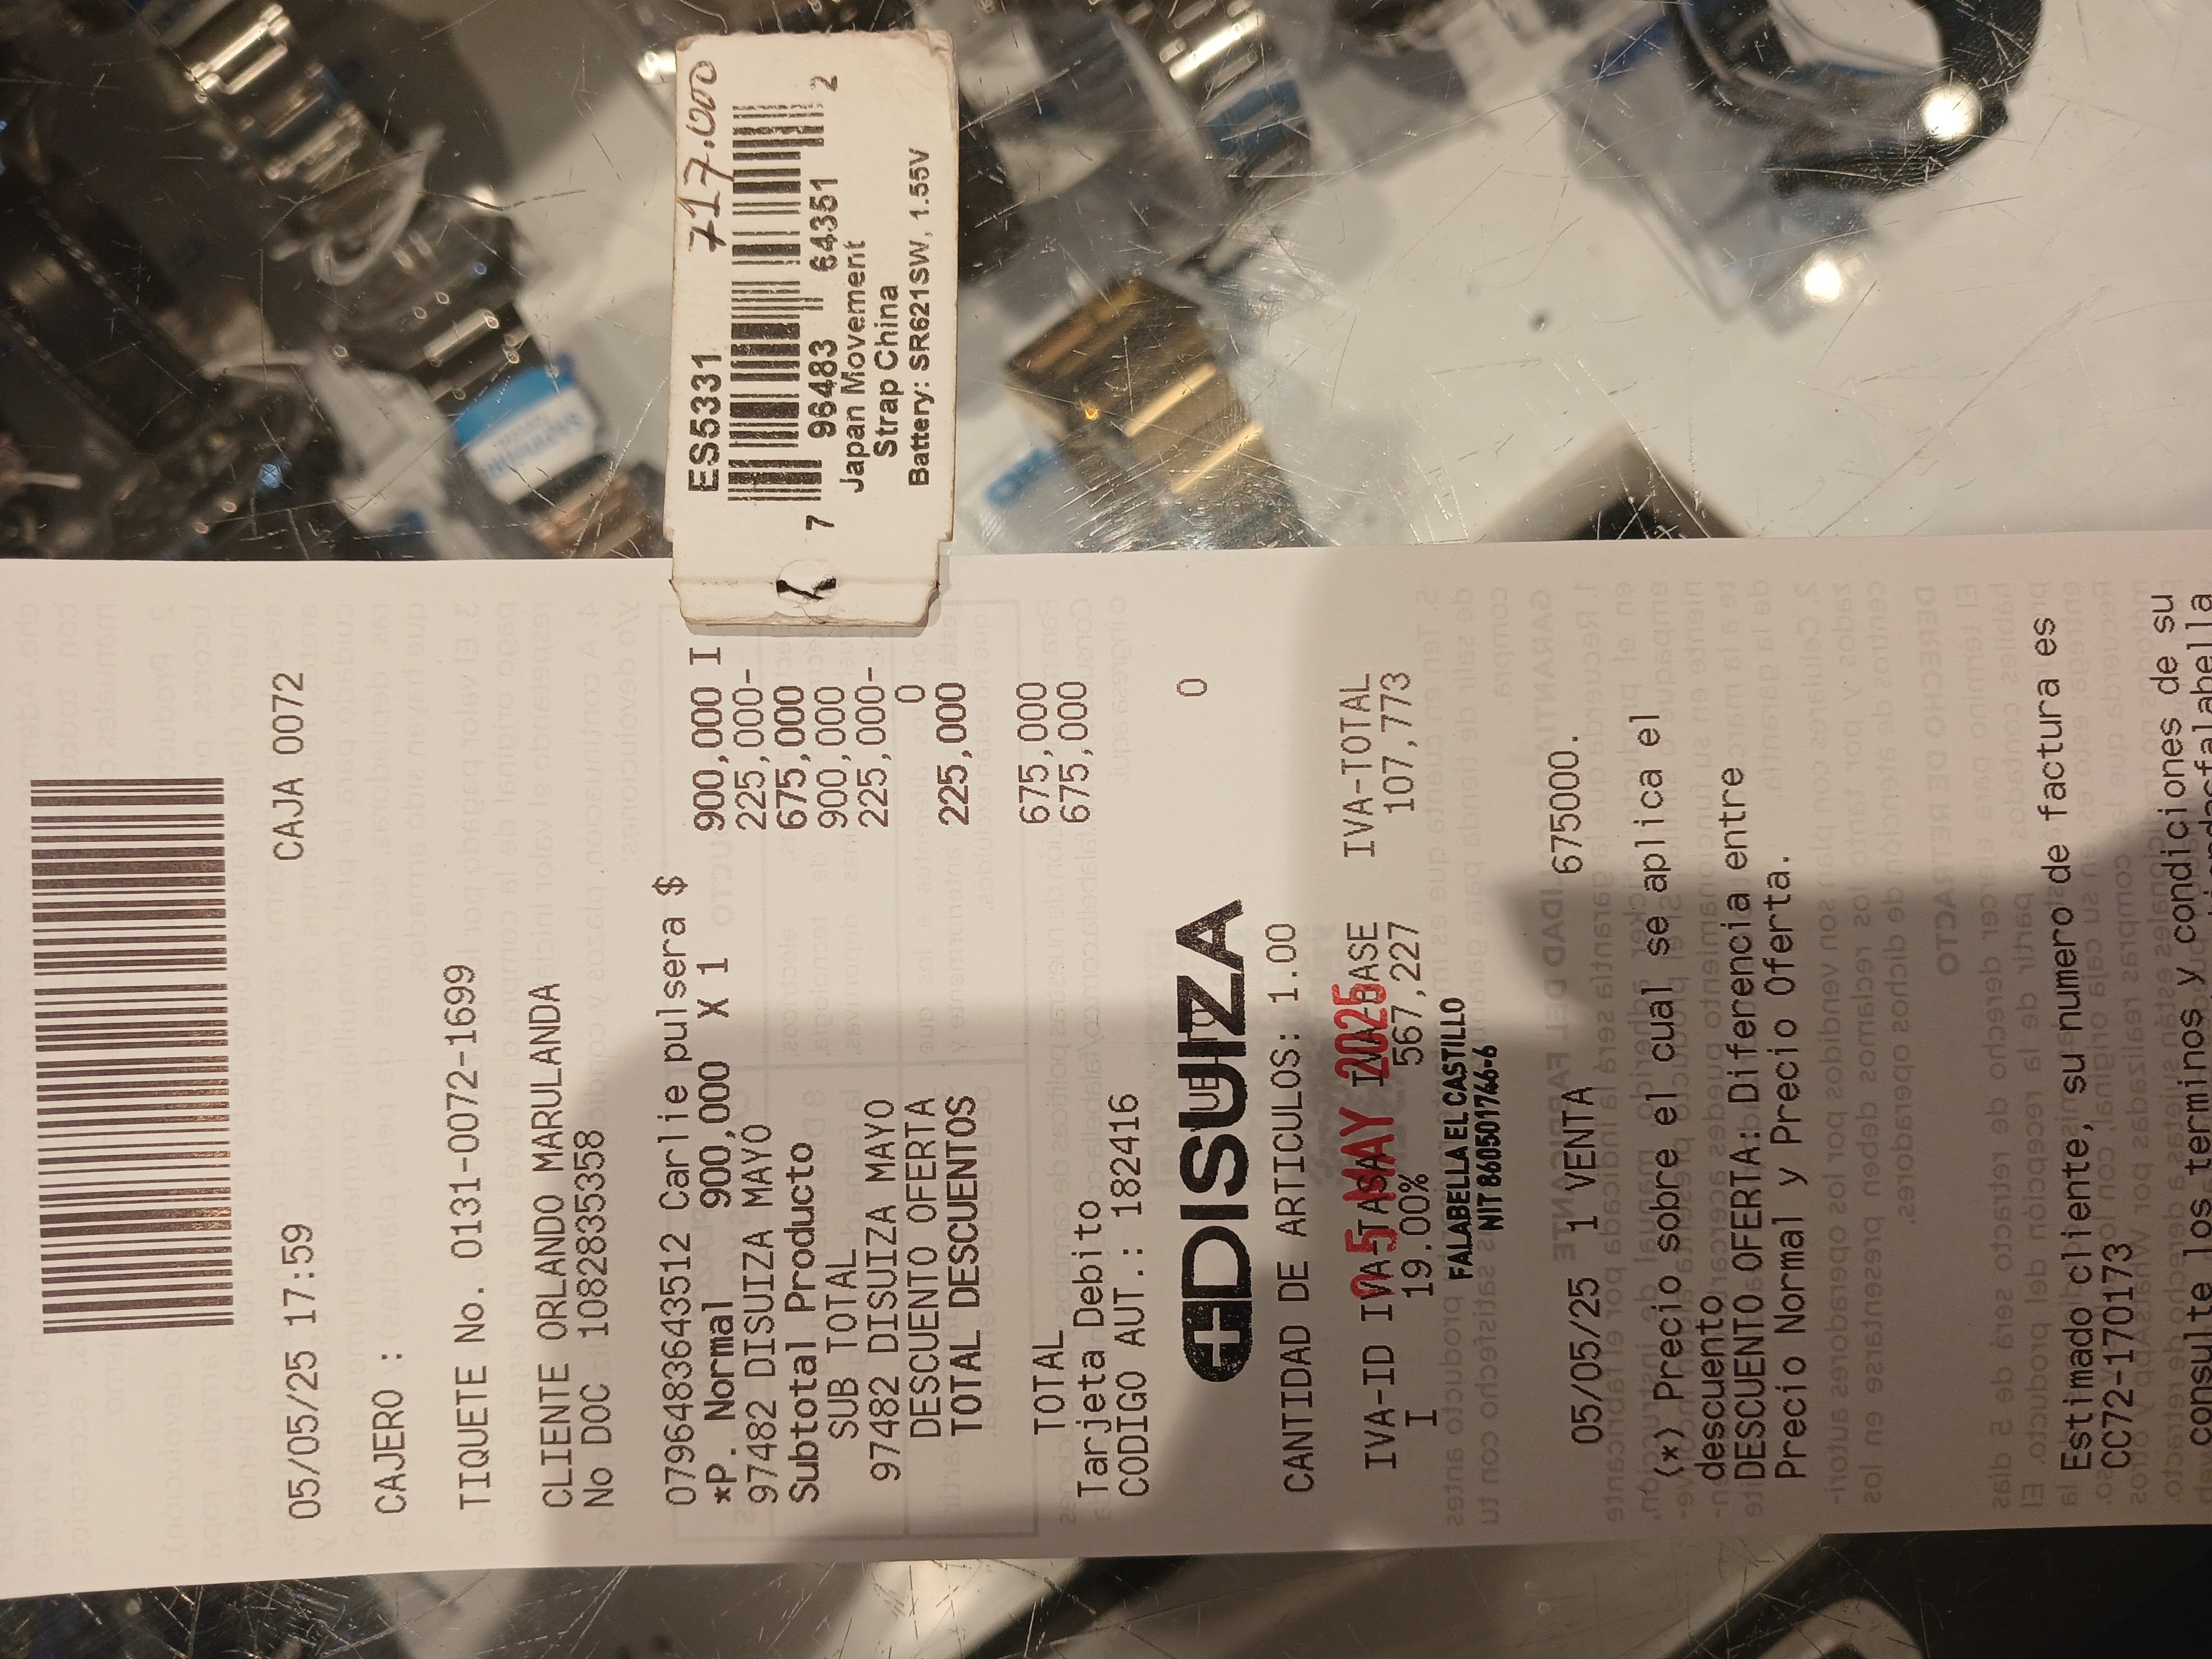 ES5331 717.000
7 96483 64351 2
Japan Movement
Strap China
Battery: SR621SW, 1.55V
05/05/25 17:59 CAJA 0072
CAJERO :
TIQUETE No. 0131-0072-1699
CLIENTE ORLANDO MARULANDA
No DOC 1082835358
0796483643512 Carlie pulsera $
*P. Normal 900,000 X 1 900,000 I
97482 DISUIZA MAYO 225,000-
Subtotal Producto 675,000
SUB TOTAL 900,000
97482 DISUIZA MAYO 225,000-
DESCUENTO OFERTA 0
TOTAL DESCUENTOS 225,000
TOTAL 675,000
Tarjeta Debito 675,000
CODIGO AUT.: 182416
DISUIZA
0
CANTIDAD DE ARTICULOS: 1.00
IVA-ID IVA-TASA IVA-BASE IVA-TOTAL
I 19.00% 567,227 107,773
05 MAY 2025
FALABELLA EL CASTILLO
NIT 860501746-6
05/05/25 1 VENTA 675000.
(*) Precio sobre el cual se aplica el
descuento
DESCUENTO OFERTA: Diferencia entre
Precio Normal y Precio Oferta.
Estimado cliente, su numero de factura es
CC72-170173
consulte los terminos y condiciones de su